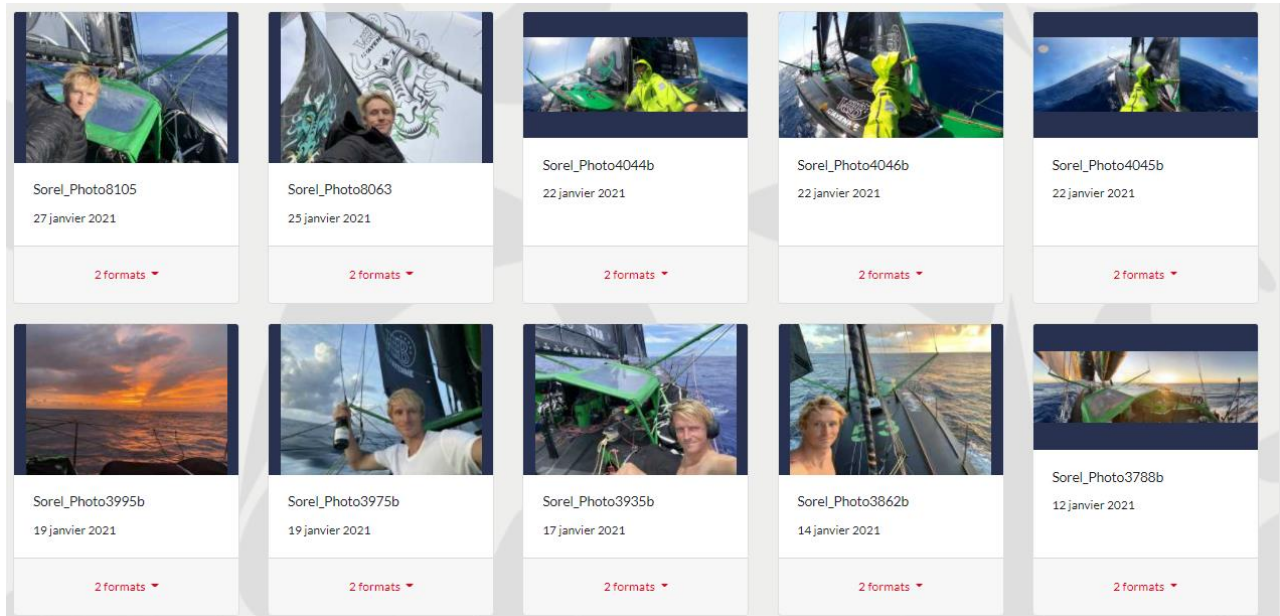 Sorel_Photo8105
27 janvier 2021
2 formats
Sorel_Photo8063
25 janvier 2021
2 formats
Sorel_Photo4044b
22 janvier 2021
2 formats
Sorel_Photo4046b
22 janvier 2021
2 formats
Sorel_Photo4045b
22 janvier 2021
2 formats
Sorel_Photo3995b
19 janvier 2021
2 formats
Sorel_Photo3975b
19 janvier 2021
2 formats
Sorel_Photo3935b
17 janvier 2021
2 formats
Sorel_Photo3862b
14 janvier 2021
2 formats
Sorel_Photo3788b
12 janvier 2021
2 formats